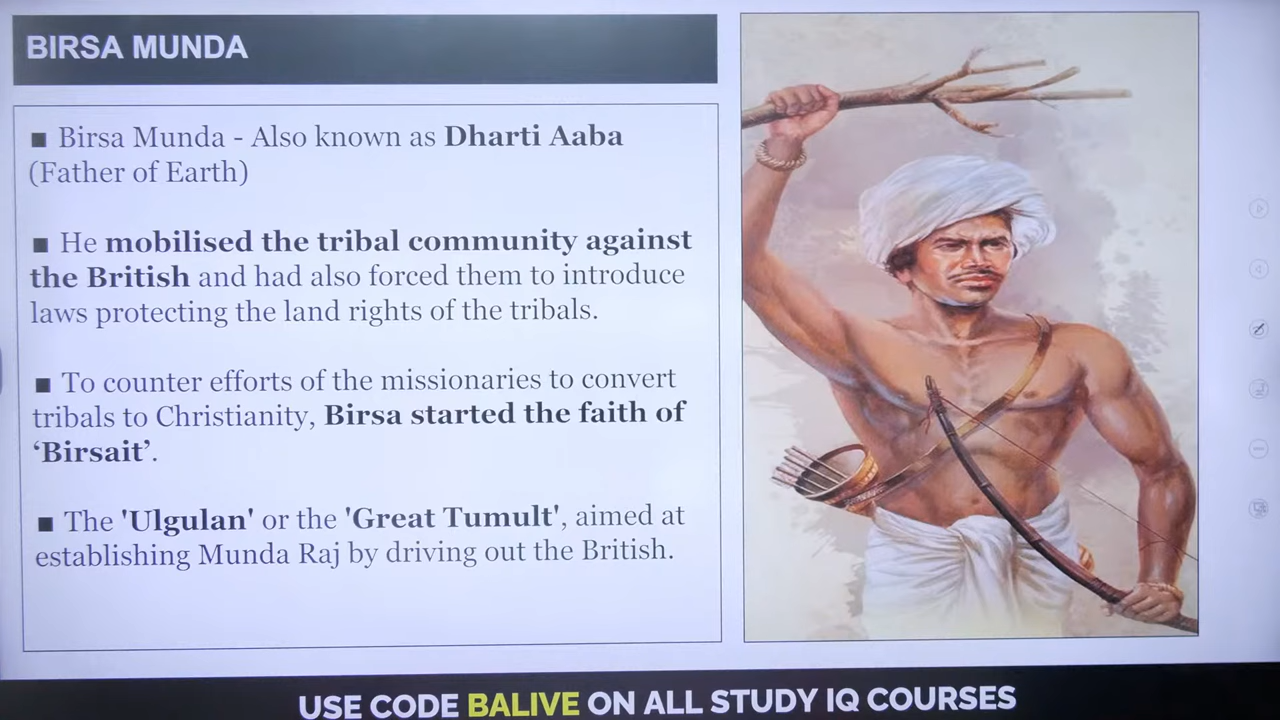 BIRSA MUNDA
■ Birsa Munda - Also known as Dharti Aaba
(Father of Earth)
■ He mobilised the tribal community against
the British and had also forced them to introduce
laws protecting the land rights of the tribals.
■ To counter efforts of the missionaries to convert
tribals to Christianity, Birsa started the faith of
‘Birsait’.
■ The 'Ulgulan' or the 'Great Tumult', aimed at
establishing Munda Raj by driving out the British.
USE CODE BALIVE ON ALL STUDY IQ COURSES